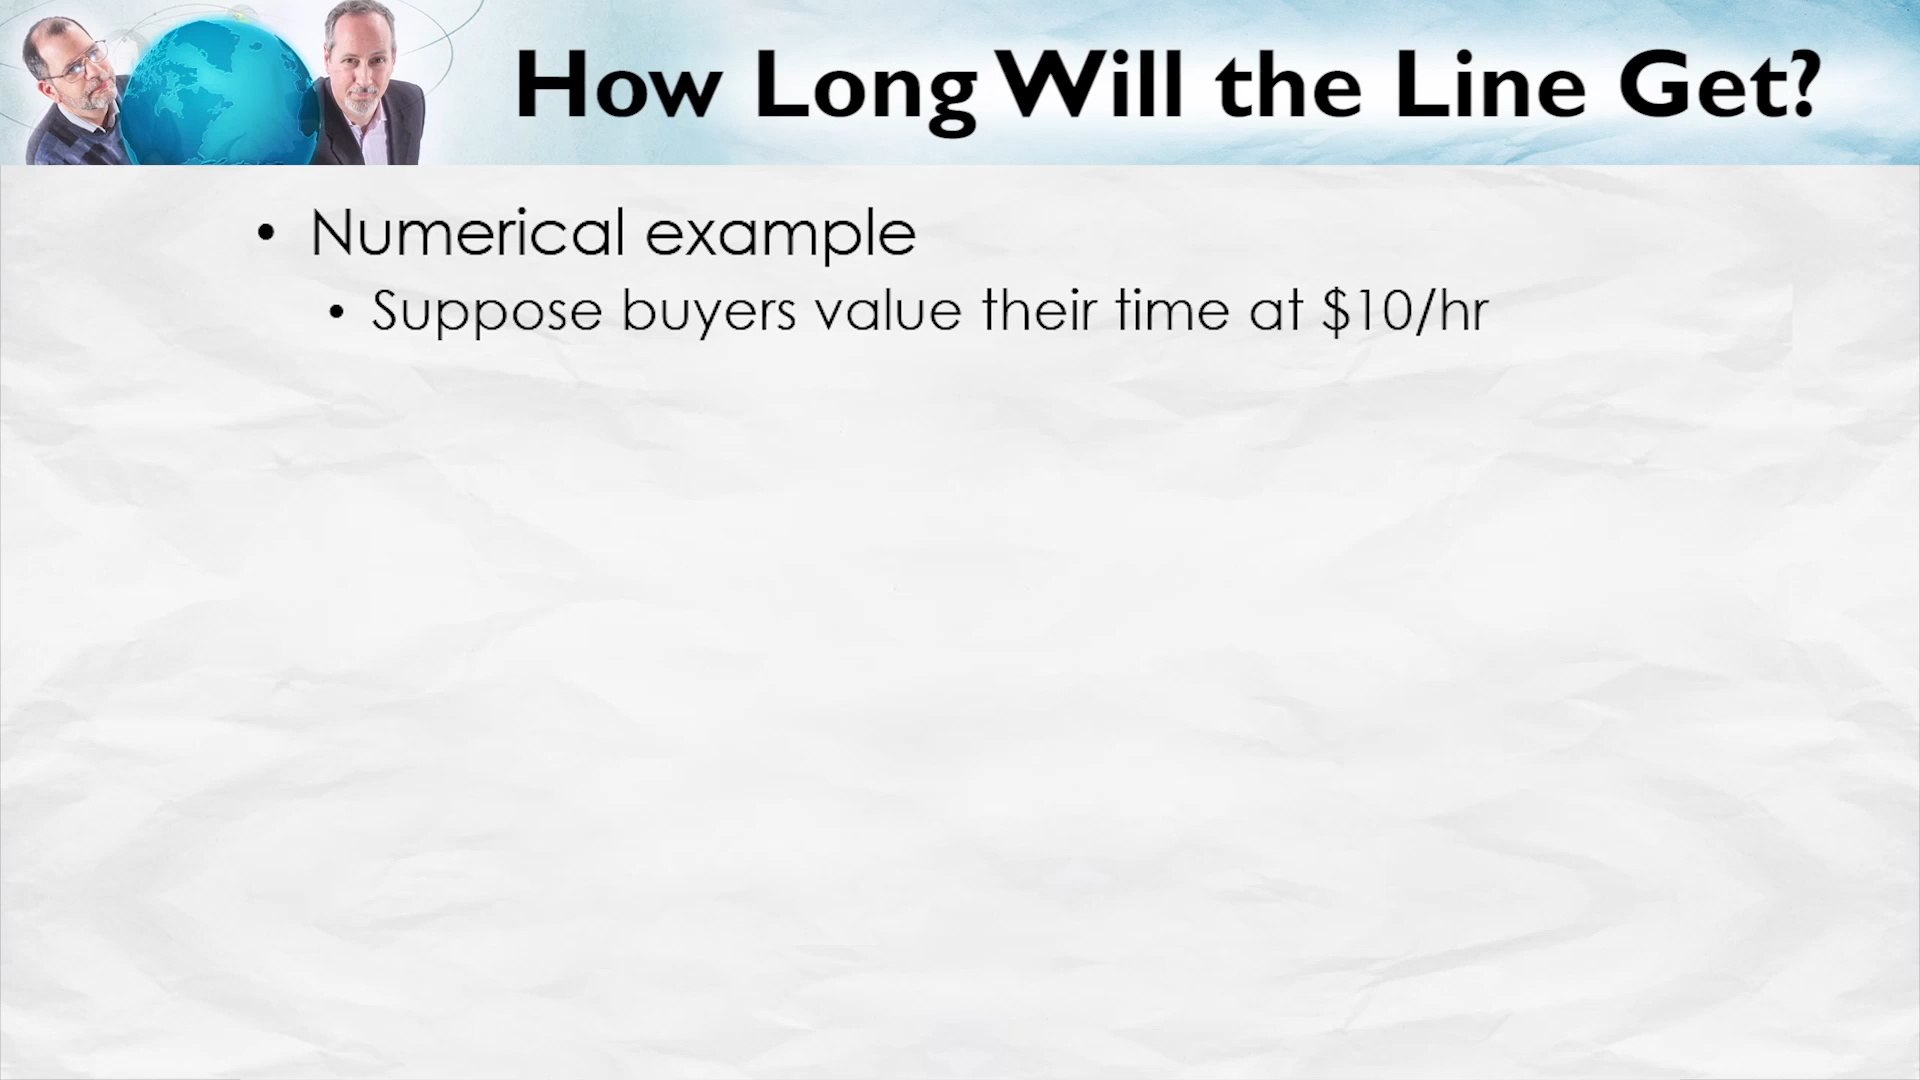 How Long Will the Line Get?
• Numerical example
• Suppose buyers value their time at $10/hr